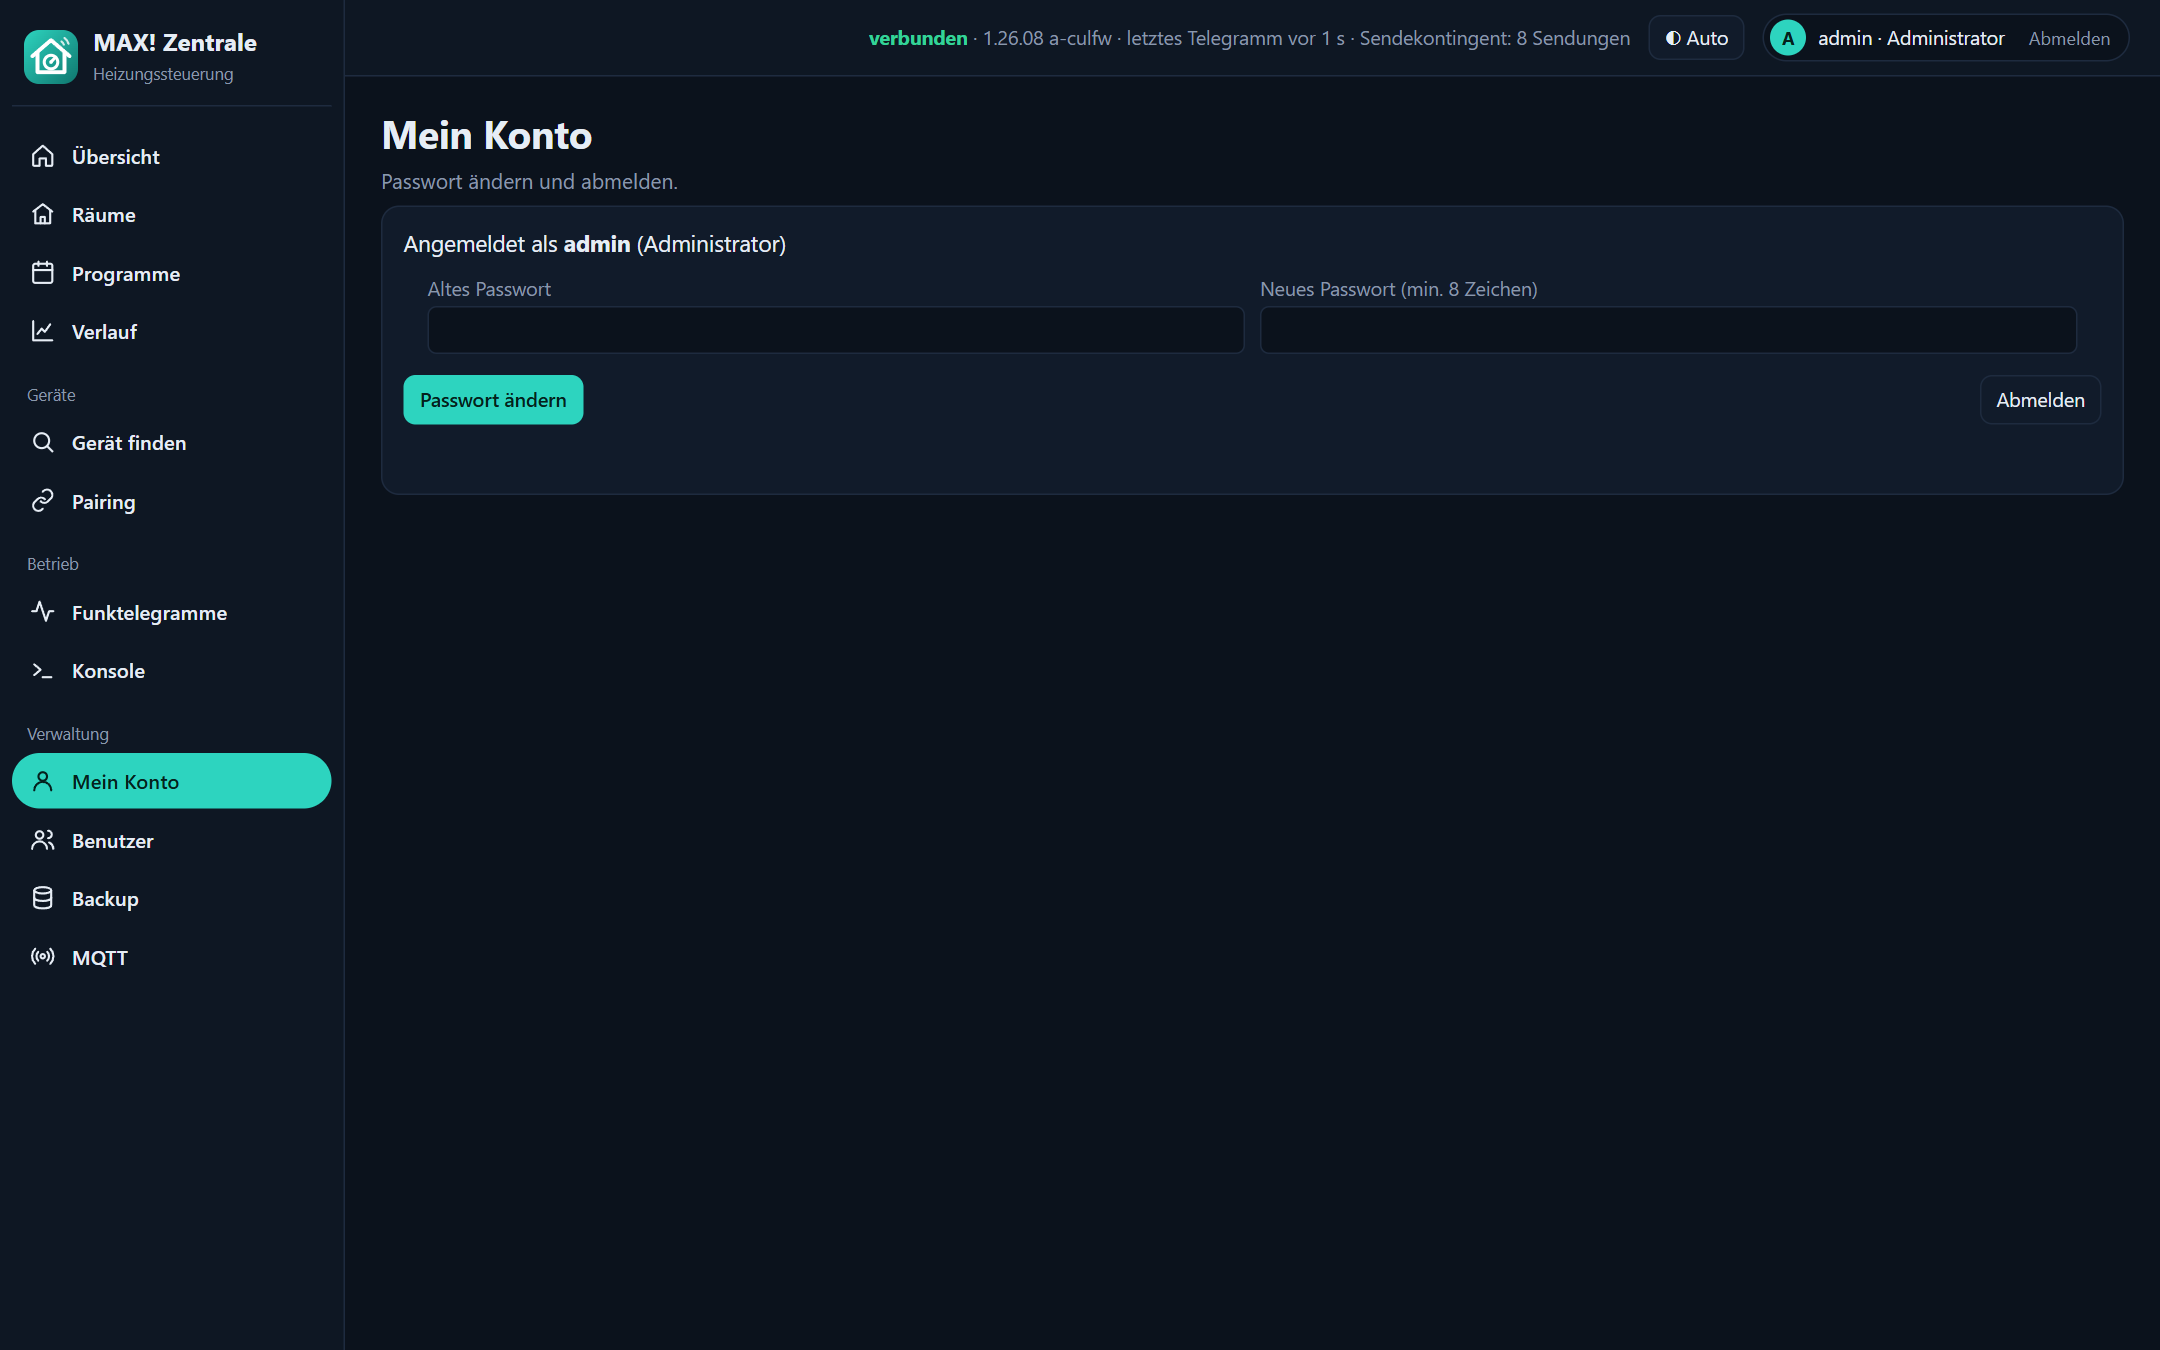 MAX! Zentrale
Heizungssteuerung
verbunden · 1.26.08 a-culfw · letztes Telegramm vor 1 s · Sendekontingent: 8 Sendungen
Auto
A
admin · Administrator
Abmelden
Übersicht
Räume
Programme
Verlauf
Geräte
Gerät finden
Pairing
Betrieb
Funktelegramme
Konsole
Verwaltung
Mein Konto
Benutzer
Backup
MQTT
Mein Konto
Passwort ändern und abmelden.
Angemeldet als admin (Administrator)
Altes Passwort
Neues Passwort (min. 8 Zeichen)
Passwort ändern
Abmelden